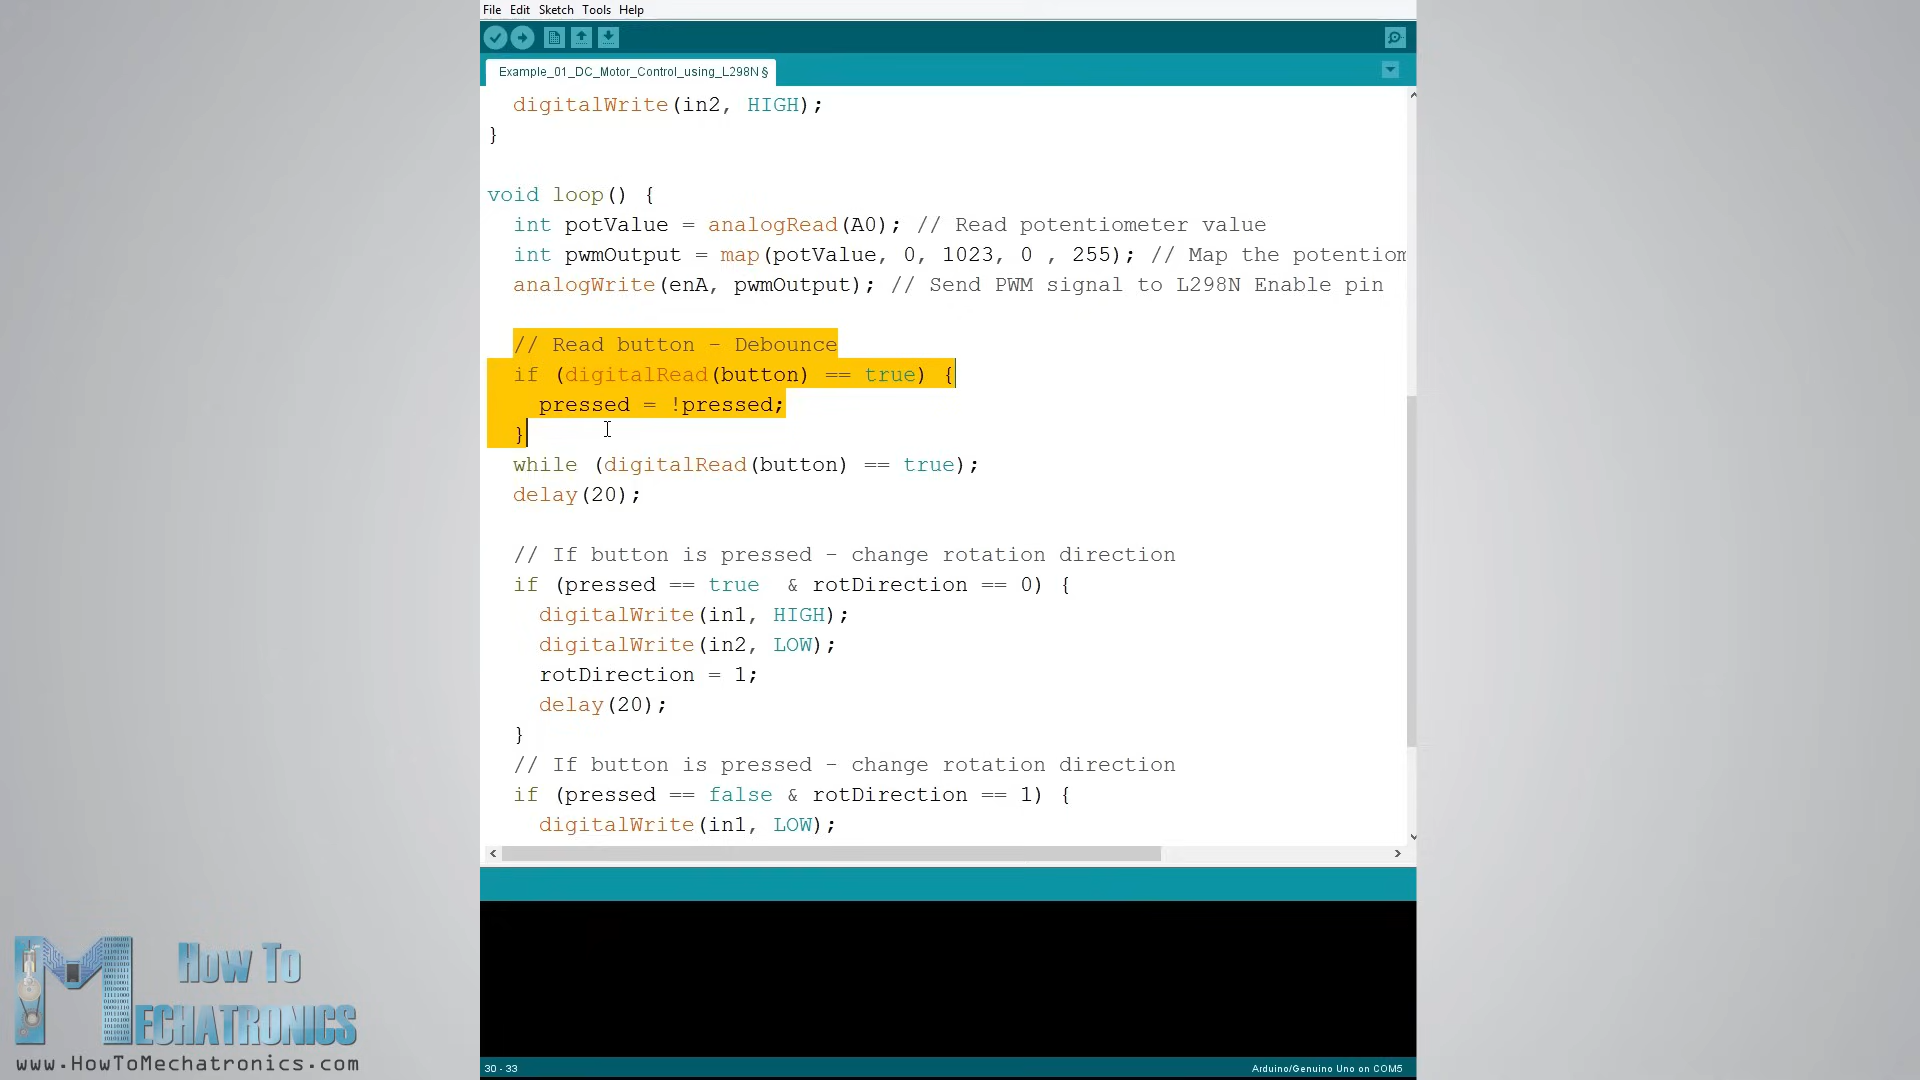 File Edit Sketch Tools Help
Example_01_DC_Motor_Control_using_L298N §
digitalWrite(in2, HIGH);
}
void loop() {
int potValue = analogRead(A0); // Read potentiometer value
int pwmOutput = map(potValue, 0, 1023, 0 , 255); // Map the potentiom
analogWrite(enA, pwmOutput); // Send PWM signal to L298N Enable pin
// Read button - Debounce
if (digitalRead(button) == true) {
pressed = !pressed;
}
while (digitalRead(button) == true);
delay(20);
// If button is pressed - change rotation direction
if (pressed == true  & rotDirection == 0) {
digitalWrite(in1, HIGH);
digitalWrite(in2, LOW);
rotDirection = 1;
delay(20);
}
// If button is pressed - change rotation direction
if (pressed == false & rotDirection == 1) {
digitalWrite(in1, LOW);
How To
MECHATRONICS
www.HowToMechatronics.com
30 - 33
Arduino/Genuino Uno on COM5